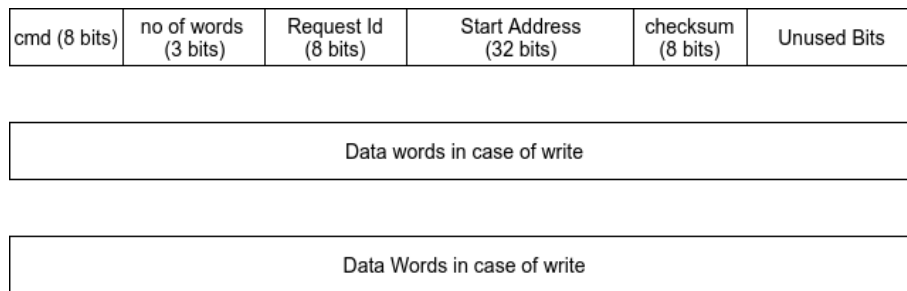 cmd (8 bits)
no of words
(3 bits)
Request Id
(8 bits)
Start Address
(32 bits)
checksum
(8 bits)
Unused Bits
Data words in case of write
Data Words in case of write